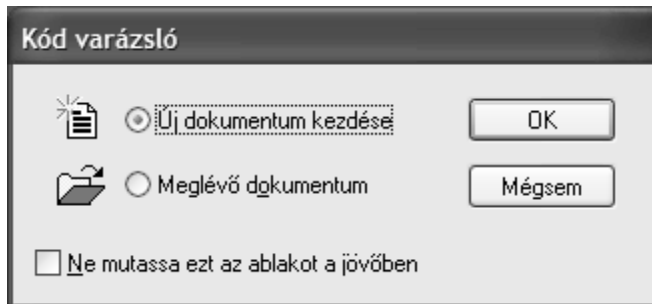 Kód varázsló
Új dokumentum kezdése
OK
Meglévő dokumentum
Mégsem
Ne mutassa ezt az ablakot a jövőben